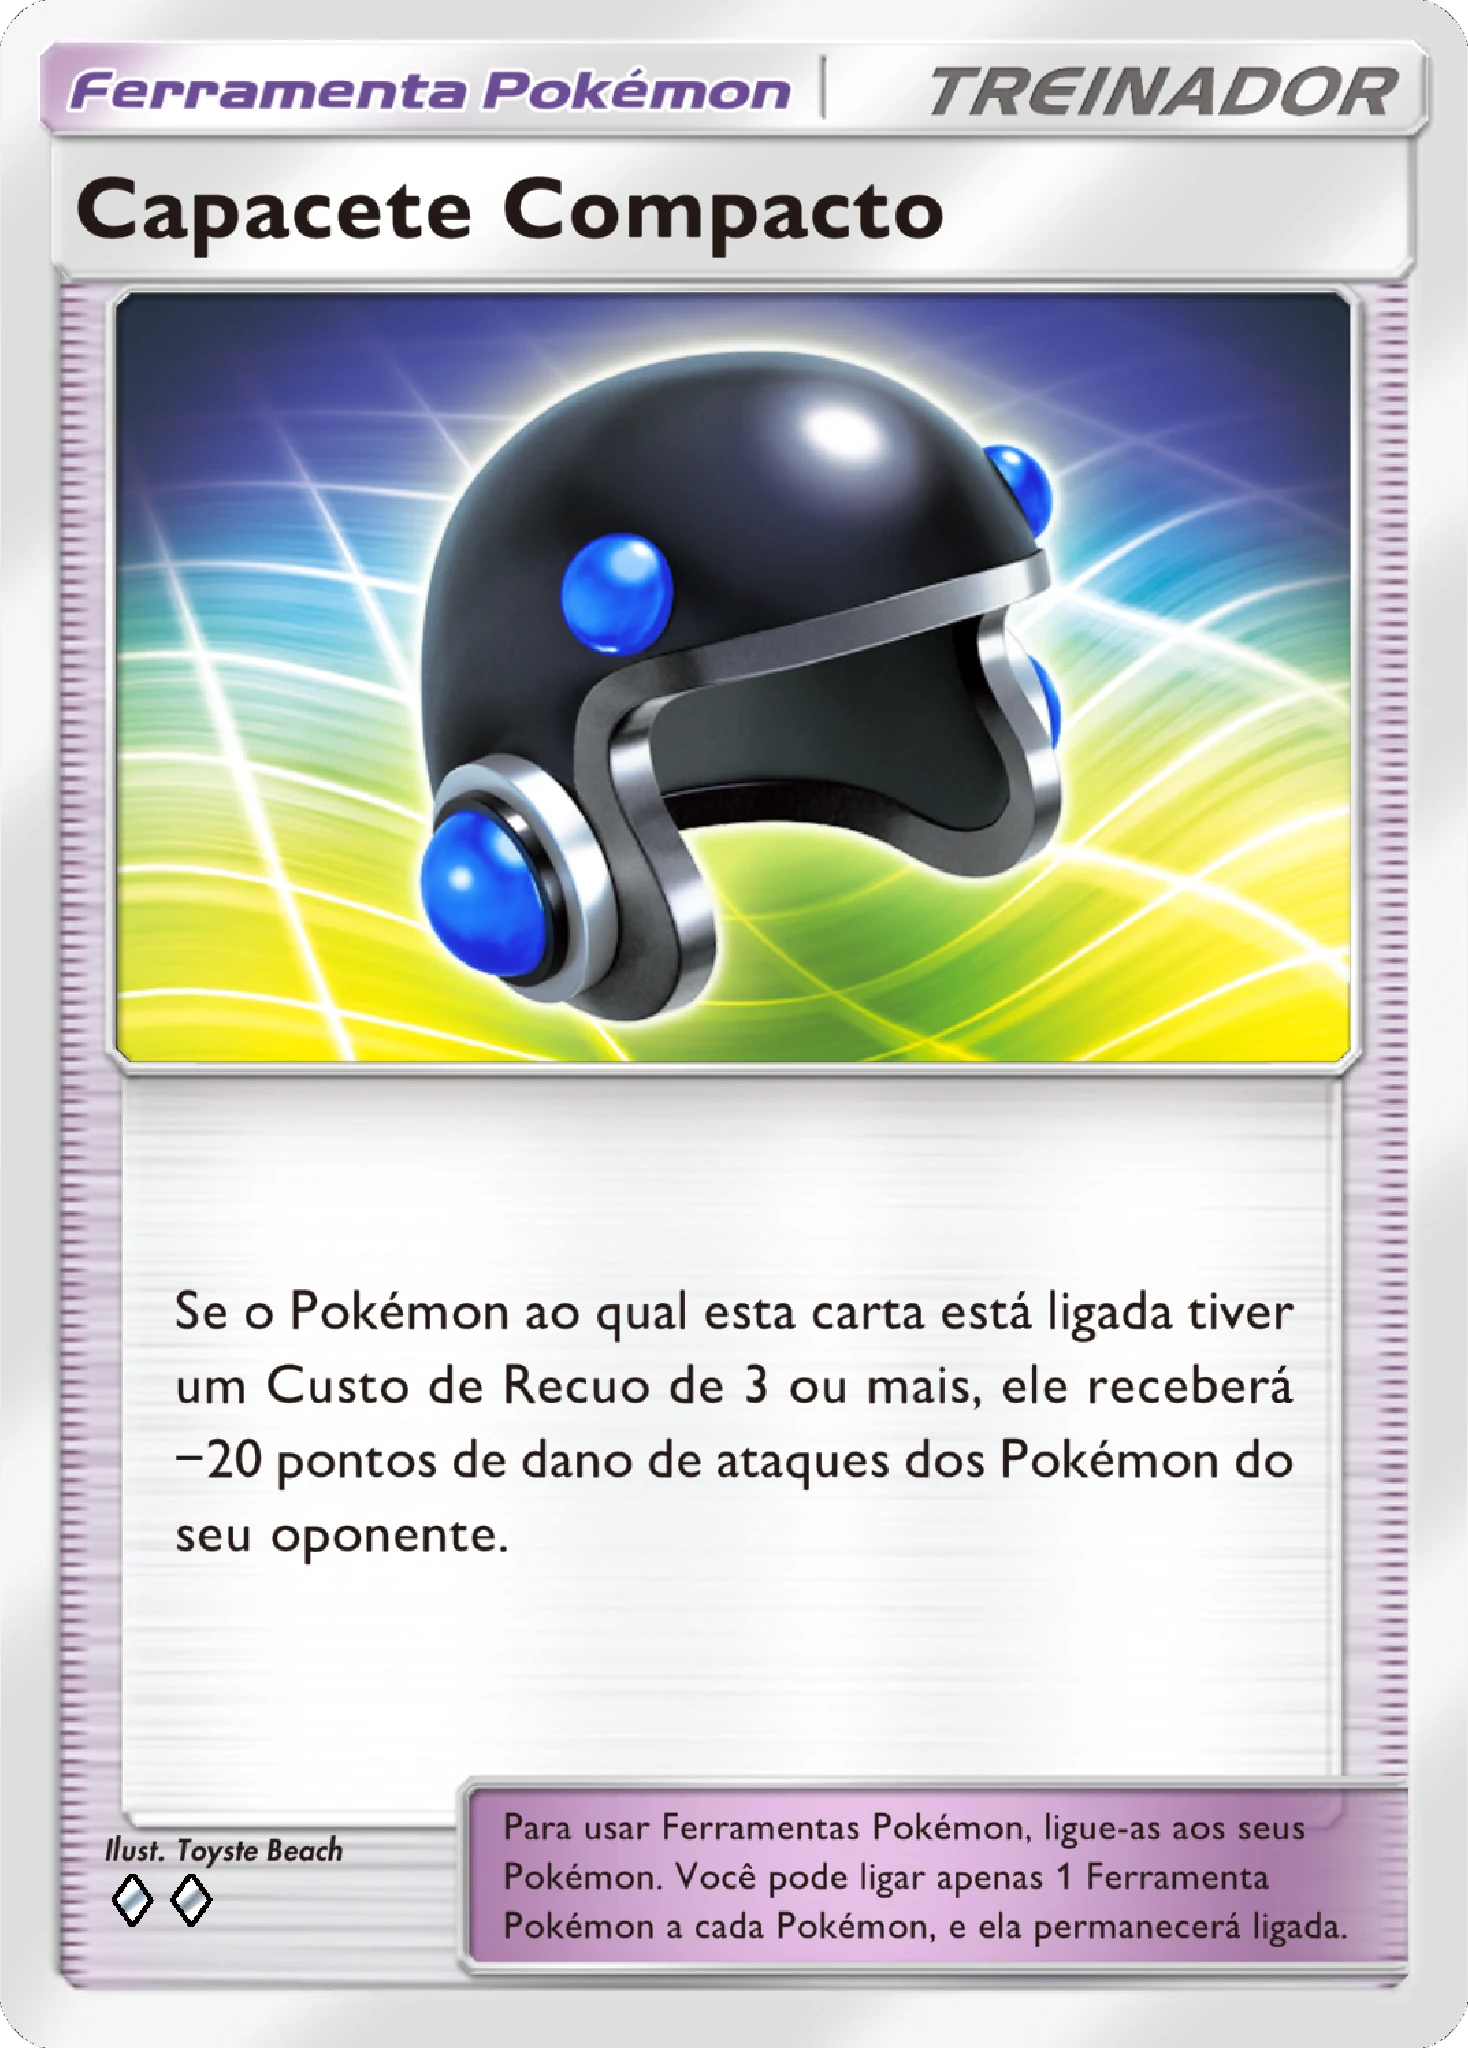 Ferramenta Pokémon
TREINADOR
Capacete Compacto
Se o Pokémon ao qual esta carta está ligada tiver
um Custo de Recuo de 3 ou mais, ele receberá
−20 pontos de dano de ataques dos Pokémon do
seu oponente.
Ilust. Toyste Beach
Para usar Ferramentas Pokémon, ligue-as aos seus
Pokémon. Você pode ligar apenas 1 Ferramenta
Pokémon a cada Pokémon, e ela permanecerá ligada.